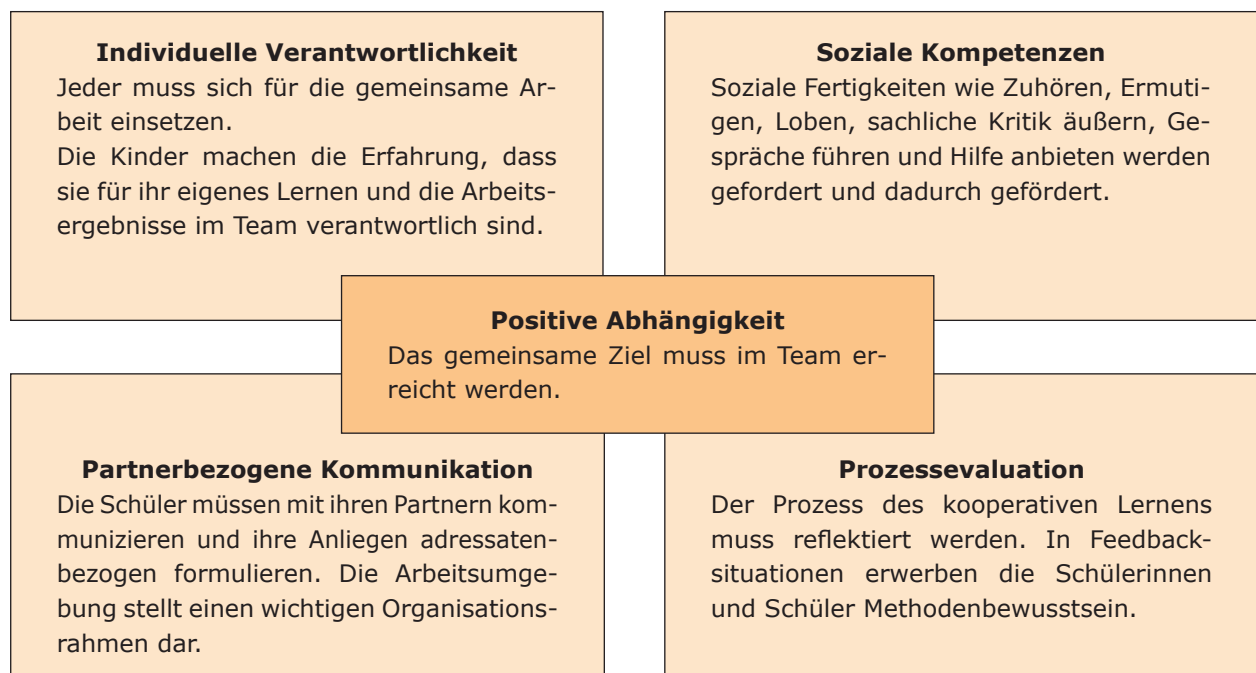 Individuelle Verantwortlichkeit
Jeder muss sich für die gemeinsame Ar-
beit einsetzen.
Die Kinder machen die Erfahrung, dass
sie für ihr eigenes Lernen und die Arbeits-
ergebnisse im Team verantwortlich sind.
Soziale Kompetenzen
Soziale Fertigkeiten wie Zuhören, Ermuti-
gen, Loben, sachliche Kritik äußern, Ge-
spräche führen und Hilfe anbieten werden
gefordert und dadurch gefördert.
Positive Abhängigkeit
Das gemeinsame Ziel muss im Team er-
reicht werden.
Partnerbezogene Kommunikation
Die Schüler müssen mit ihren Partnern kom-
munizieren und ihre Anliegen adressaten-
bezogen formulieren. Die Arbeitsumge-
bung stellt einen wichtigen Organisations-
rahmen dar.
Prozessevaluation
Der Prozess des kooperativen Lernens
muss reflektiert werden. In Feedback-
situationen erwerben die Schülerinnen
und Schüler Methodenbewusstsein.